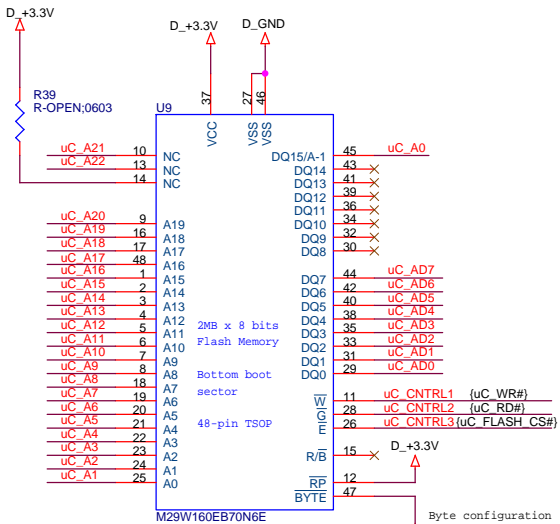 D_+3.3V
D_+3.3V
D_GND
R39
R-OPEN;0603
U9
37
27
46
VCC
VSS
VSS
uC_A21 10 NC
uC_A22 13 NC
14 NC
uC_A20 9 A19
uC_A19 16 A18
uC_A18 17 A17
uC_A17 48 A16
uC_A16 1 A15
uC_A15 2 A14
uC_A14 3 A13
uC_A13 4 A12
uC_A12 5 A11
uC_A11 6 A10
uC_A10 7 A9
uC_A9 8 A8
uC_A8 18 A7
uC_A7 19 A6
uC_A6 20 A5
uC_A5 21 A4
uC_A4 22 A3
uC_A3 23 A2
uC_A2 24 A1
uC_A1 25 A0
2MB x 8 bits
Flash Memory
Bottom boot
sector
48-pin TSOP
DQ15/A-1 45 uC_A0
DQ14 43
DQ13 41
DQ12 39
DQ11 36
DQ10 34
DQ9 32
DQ8 30
DQ7 44 uC_AD7
DQ6 42 uC_AD6
DQ5 40 uC_AD5
DQ4 38 uC_AD4
DQ3 35 uC_AD3
DQ2 33 uC_AD2
DQ1 31 uC_AD1
DQ0 29 uC_AD0
W 11 uC_CNTRL1 {uC_WR#}
G 28 uC_CNTRL2 {uC_RD#}
E 26 uC_CNTRL3 {uC_FLASH_CS#}
R/B 15
D_+3.3V
RP 12
BYTE 47
M29W160EB70N6E
Byte configuration